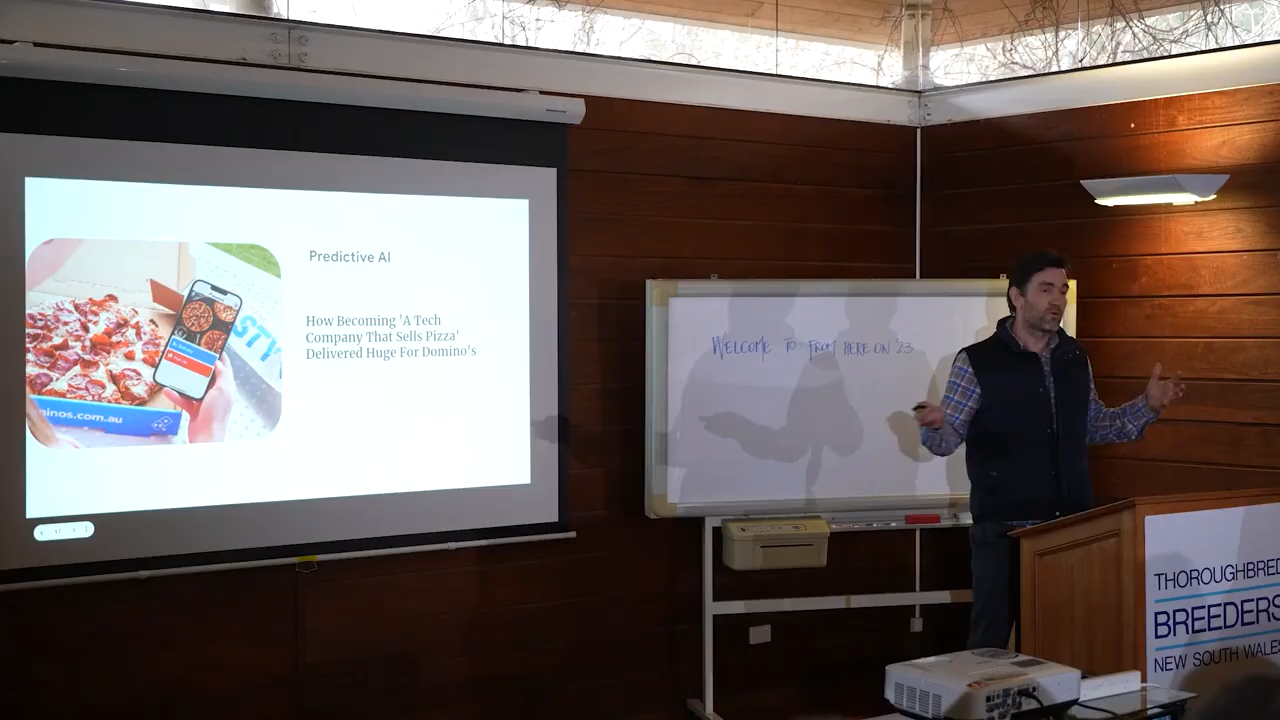 Predictive AI
How Becoming 'A Tech
Company That Sells Pizza'
Delivered Huge For Domino's
minos.com.au
WELCOME TO FROM HERE ON '23
THOROUGHBRED
BREEDERS
NEW SOUTH WALES